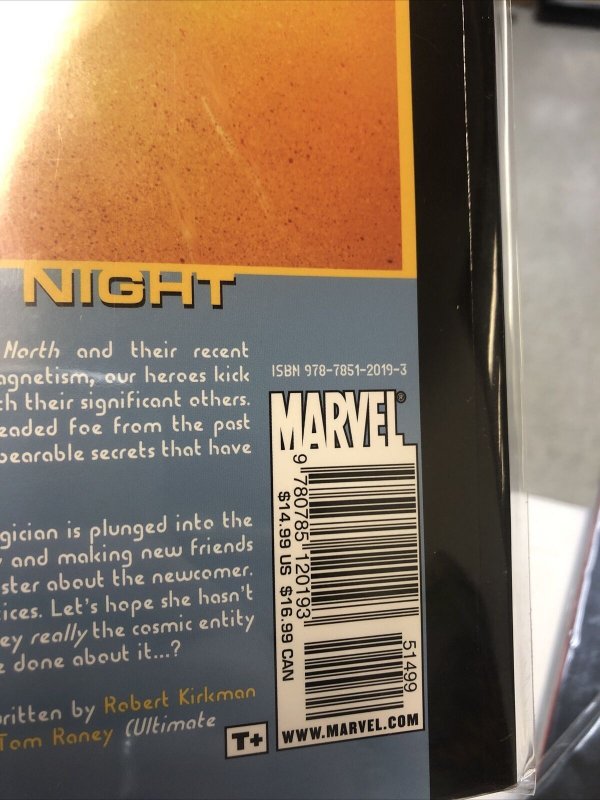 NIGHT
North and their recent
agnetism, our heroes kick
th their significant others.
eaded foe from the past
bearable secrets that have
gician is plunged into the
and making new friends
ster about the newcomer.
ices. Let's hope she hasn't
ey really the cosmic entity
done about it...?
written by Robert Kirkman
Tom Raney (Ultimate
T+
ISBN 978-7851-2019-3
MARVEL®
9 780785 120193
51499
$14.99 US $16.99 CAN
WWW.MARVEL.COM